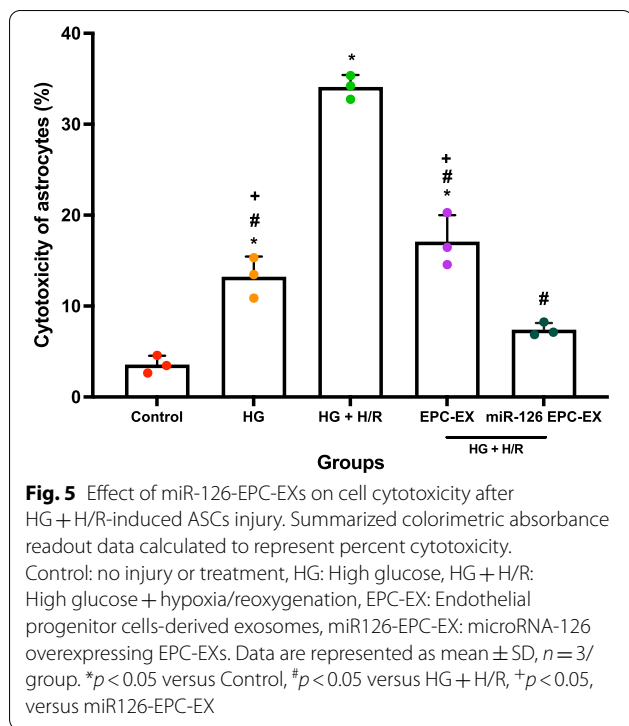 40
30
20
10
0
Cytotoxicity of astrocytes (%)
+
#
*
*
+
#
*
#
Control
HG
HG + H/R
EPC-EX
miR-126 EPC-EX
HG + H/R
Groups
Fig. 5 Effect of miR-126-EPC-EXs on cell cytotoxicity after
HG + H/R-induced ASCs injury. Summarized colorimetric absorbance
readout data calculated to represent percent cytotoxicity.
Control: no injury or treatment, HG: High glucose, HG + H/R:
High glucose + hypoxia/reoxygenation, EPC-EX: Endothelial
progenitor cells-derived exosomes, miR126-EPC-EX: microRNA-126
overexpressing EPC-EXs. Data are represented as mean ± SD, n = 3/
group. *p < 0.05 versus Control, #p < 0.05 versus HG + H/R, +p < 0.05,
versus miR126-EPC-EX